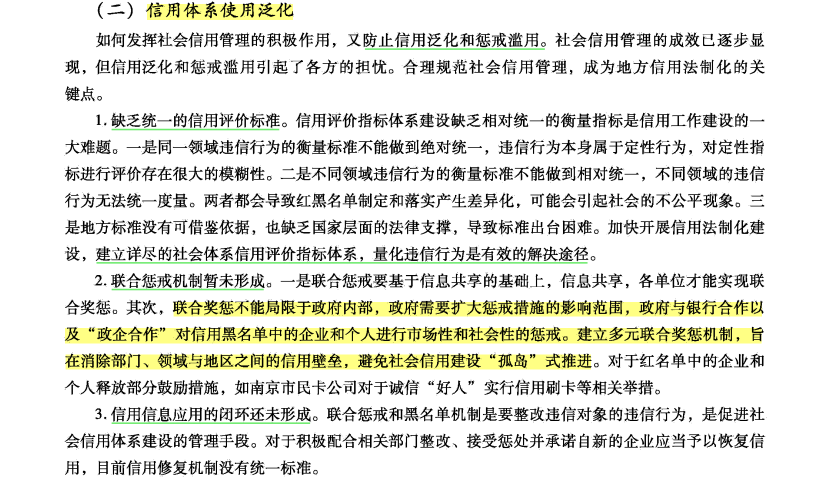 （二）信用体系使用泛化
如何发挥社会信用管理的积极作用，又防止信用泛化和惩戒滥用。社会信用管理的成效已逐步显
现，但信用泛化和惩戒滥用引起了各方的担忧。合理规范社会信用管理，成为地方信用法制化的关
键点。
1. 缺乏统一的信用评价标准。信用评价指标体系建设缺乏相对统一的衡量指标是信用工作建设的一
大难题。一是同一领域违信行为的衡量标准不能做到绝对统一，违信行为本身属于定性行为，对定性指
标进行评价存在很大的模糊性。二是不同领域违信行为的衡量标准不能做到相对统一，不同领域的违信
行为无法统一度量。两者都会导致红黑名单制定和落实产生差异化，可能会引起社会的不公平现象。三
是地方标准没有可借鉴依据，也缺乏国家层面的法律支撑，导致标准出台困难。加快开展信用法制化建
设，建立详尽的社会体系信用评价指标体系，量化违信行为是有效的解决途径。
2. 联合惩戒机制暂未形成。一是联合惩戒要基于信息共享的基础上，信息共享，各单位才能实现联
合奖惩。其次，联合奖惩不能局限于政府内部，政府需要扩大惩戒措施的影响范围，政府与银行合作以
及“政企合作”对信用黑名单中的企业和个人进行市场性和社会性的惩戒。建立多元联合奖惩机制，旨
在消除部门、领域与地区之间的信用壁垒，避免社会信用建设“孤岛”式推进。对于红名单中的企业和
个人释放部分鼓励措施，如南京市民卡公司对于诚信“好人”实行信用刷卡等相关举措。
3. 信用信息应用的闭环还未形成。联合惩戒和黑名单机制是要整改违信对象的违信行为，是促进社
会信用体系建设的管理手段。对于积极配合相关部门整改、接受惩处并承诺自新的企业应当予以恢复信
用，目前信用修复机制没有统一标准。